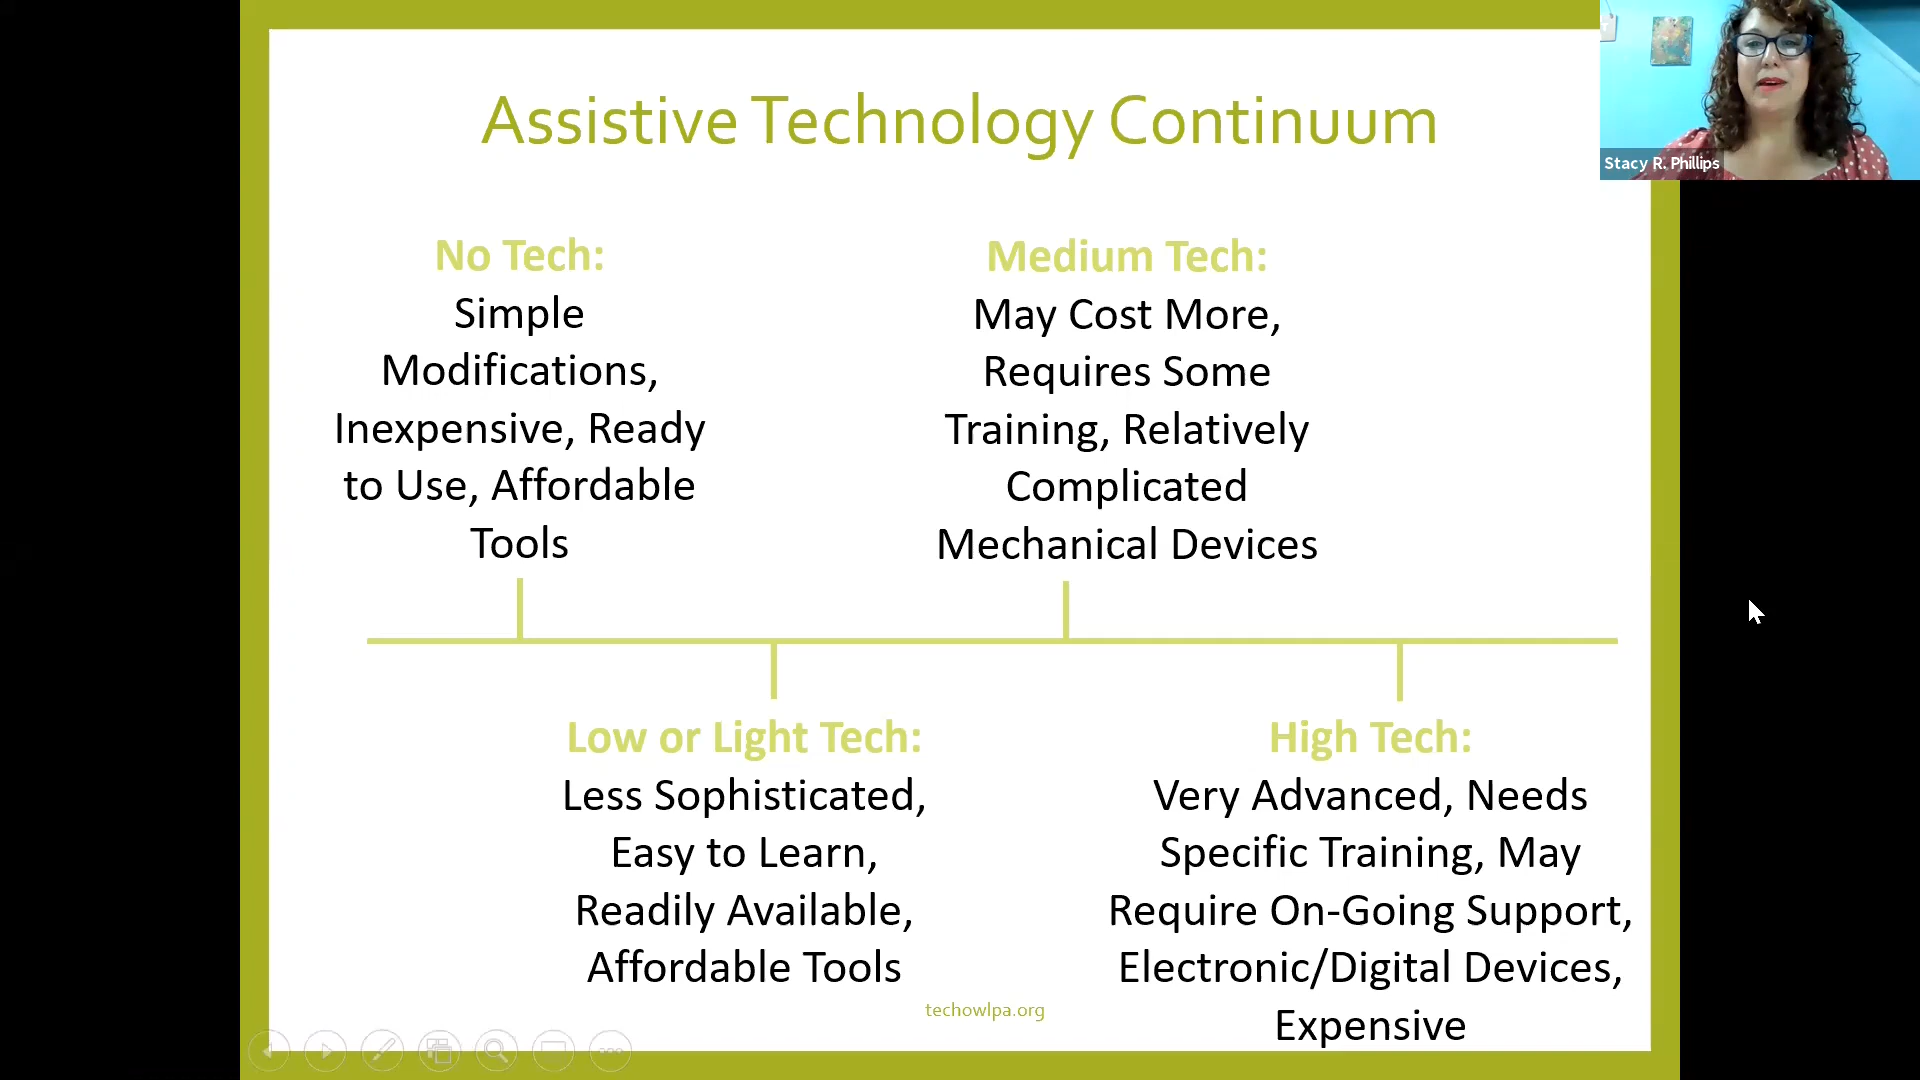 Assistive Technology Continuum
Stacy R. Phillips
No Tech:
Simple
Modifications,
Inexpensive, Ready
to Use, Affordable
Tools
Medium Tech:
May Cost More,
Requires Some
Training, Relatively
Complicated
Mechanical Devices
Low or Light Tech:
Less Sophisticated,
Easy to Learn,
Readily Available,
Affordable Tools
High Tech:
Very Advanced, Needs
Specific Training, May
Require On-Going Support,
Electronic/Digital Devices,
Expensive
techowlpa.org